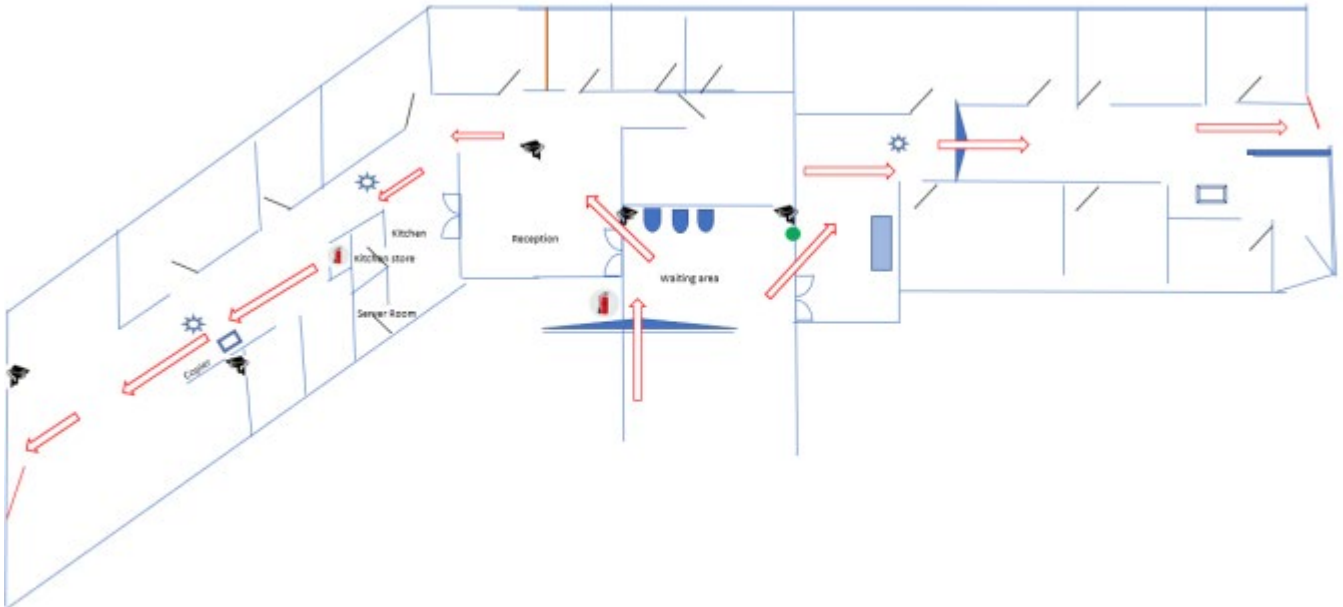 Kitchen
Reception
Kitchen store
Waiting area
Server Room
Copier